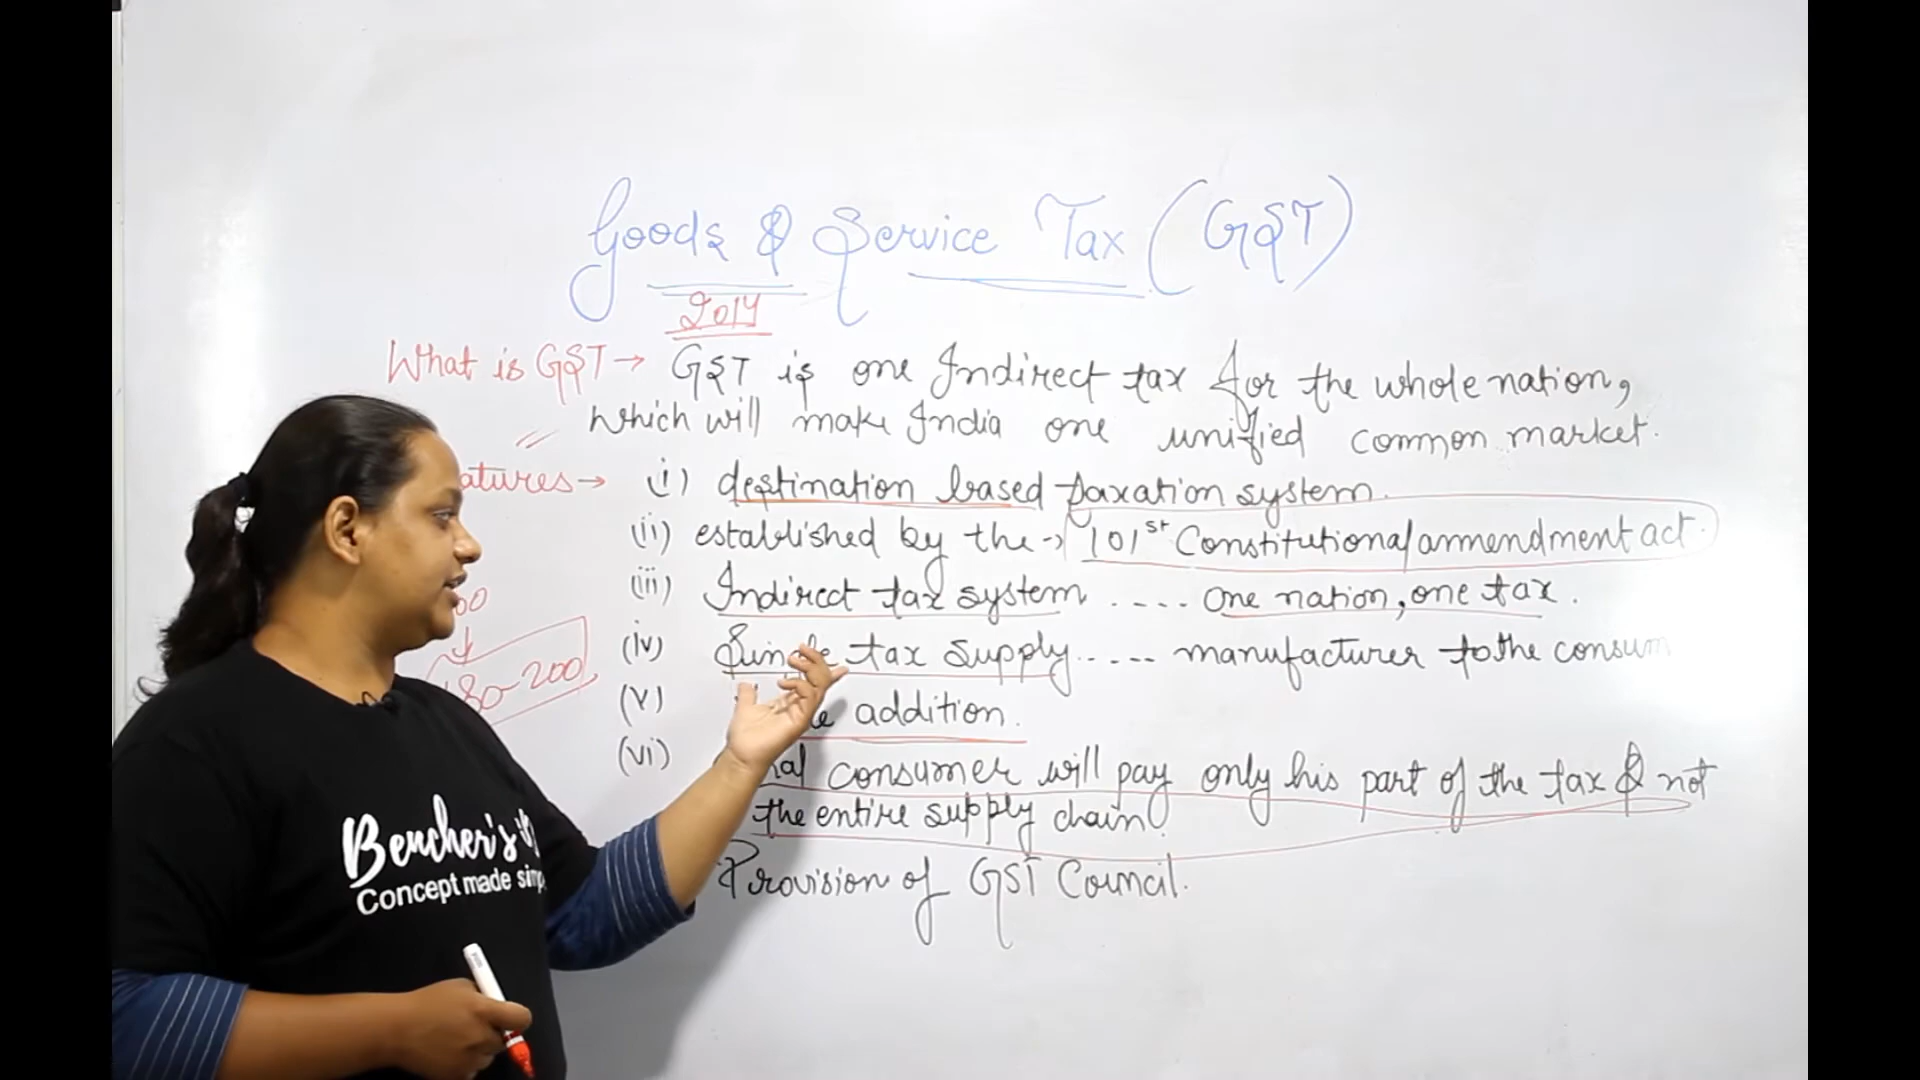 Goods & Service Tax (GST)
2014
What is GST → GST is one Indirect tax for the whole nation,
which will make India one unified common market.
atures → (i) destination based taxation system.
(ii) established by the → 101st Constitutional ammendment act.
(iii) Indirect tax system .... one nation, one tax.
(iv) Single tax supply..... manufacturer to the consum
(v) addition.
(vi) consumer will pay only his part of the tax & not
the entire supply chain.
Provision of GST Council.
180-200
Bencher's
Concept made simp